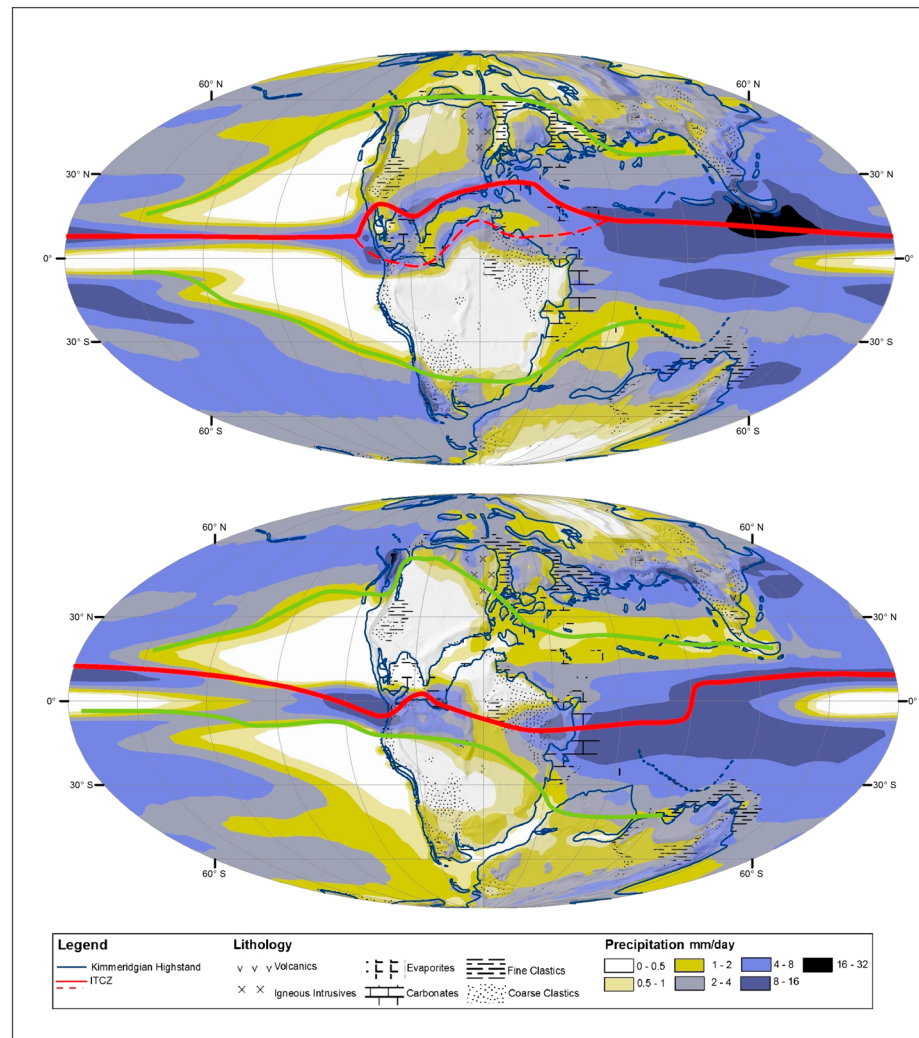 60° N
60° N
30° N
30° N
0°
0°
30° S
30° S
60° S
60° S
60° N
60° N
30° N
30° N
0°
0°
30° S
30° S
60° S
60° S
Legend
Kimmeridgian Highstand
ITCZ
Lithology
Volcanics
Igneous Intrusives
Evaporites
Carbonates
Fine Clastics
Coarse Clastics
Precipitation mm/day
0 - 0.5
0.5 - 1
1 - 2
2 - 4
4 - 8
8 - 16
16 - 32